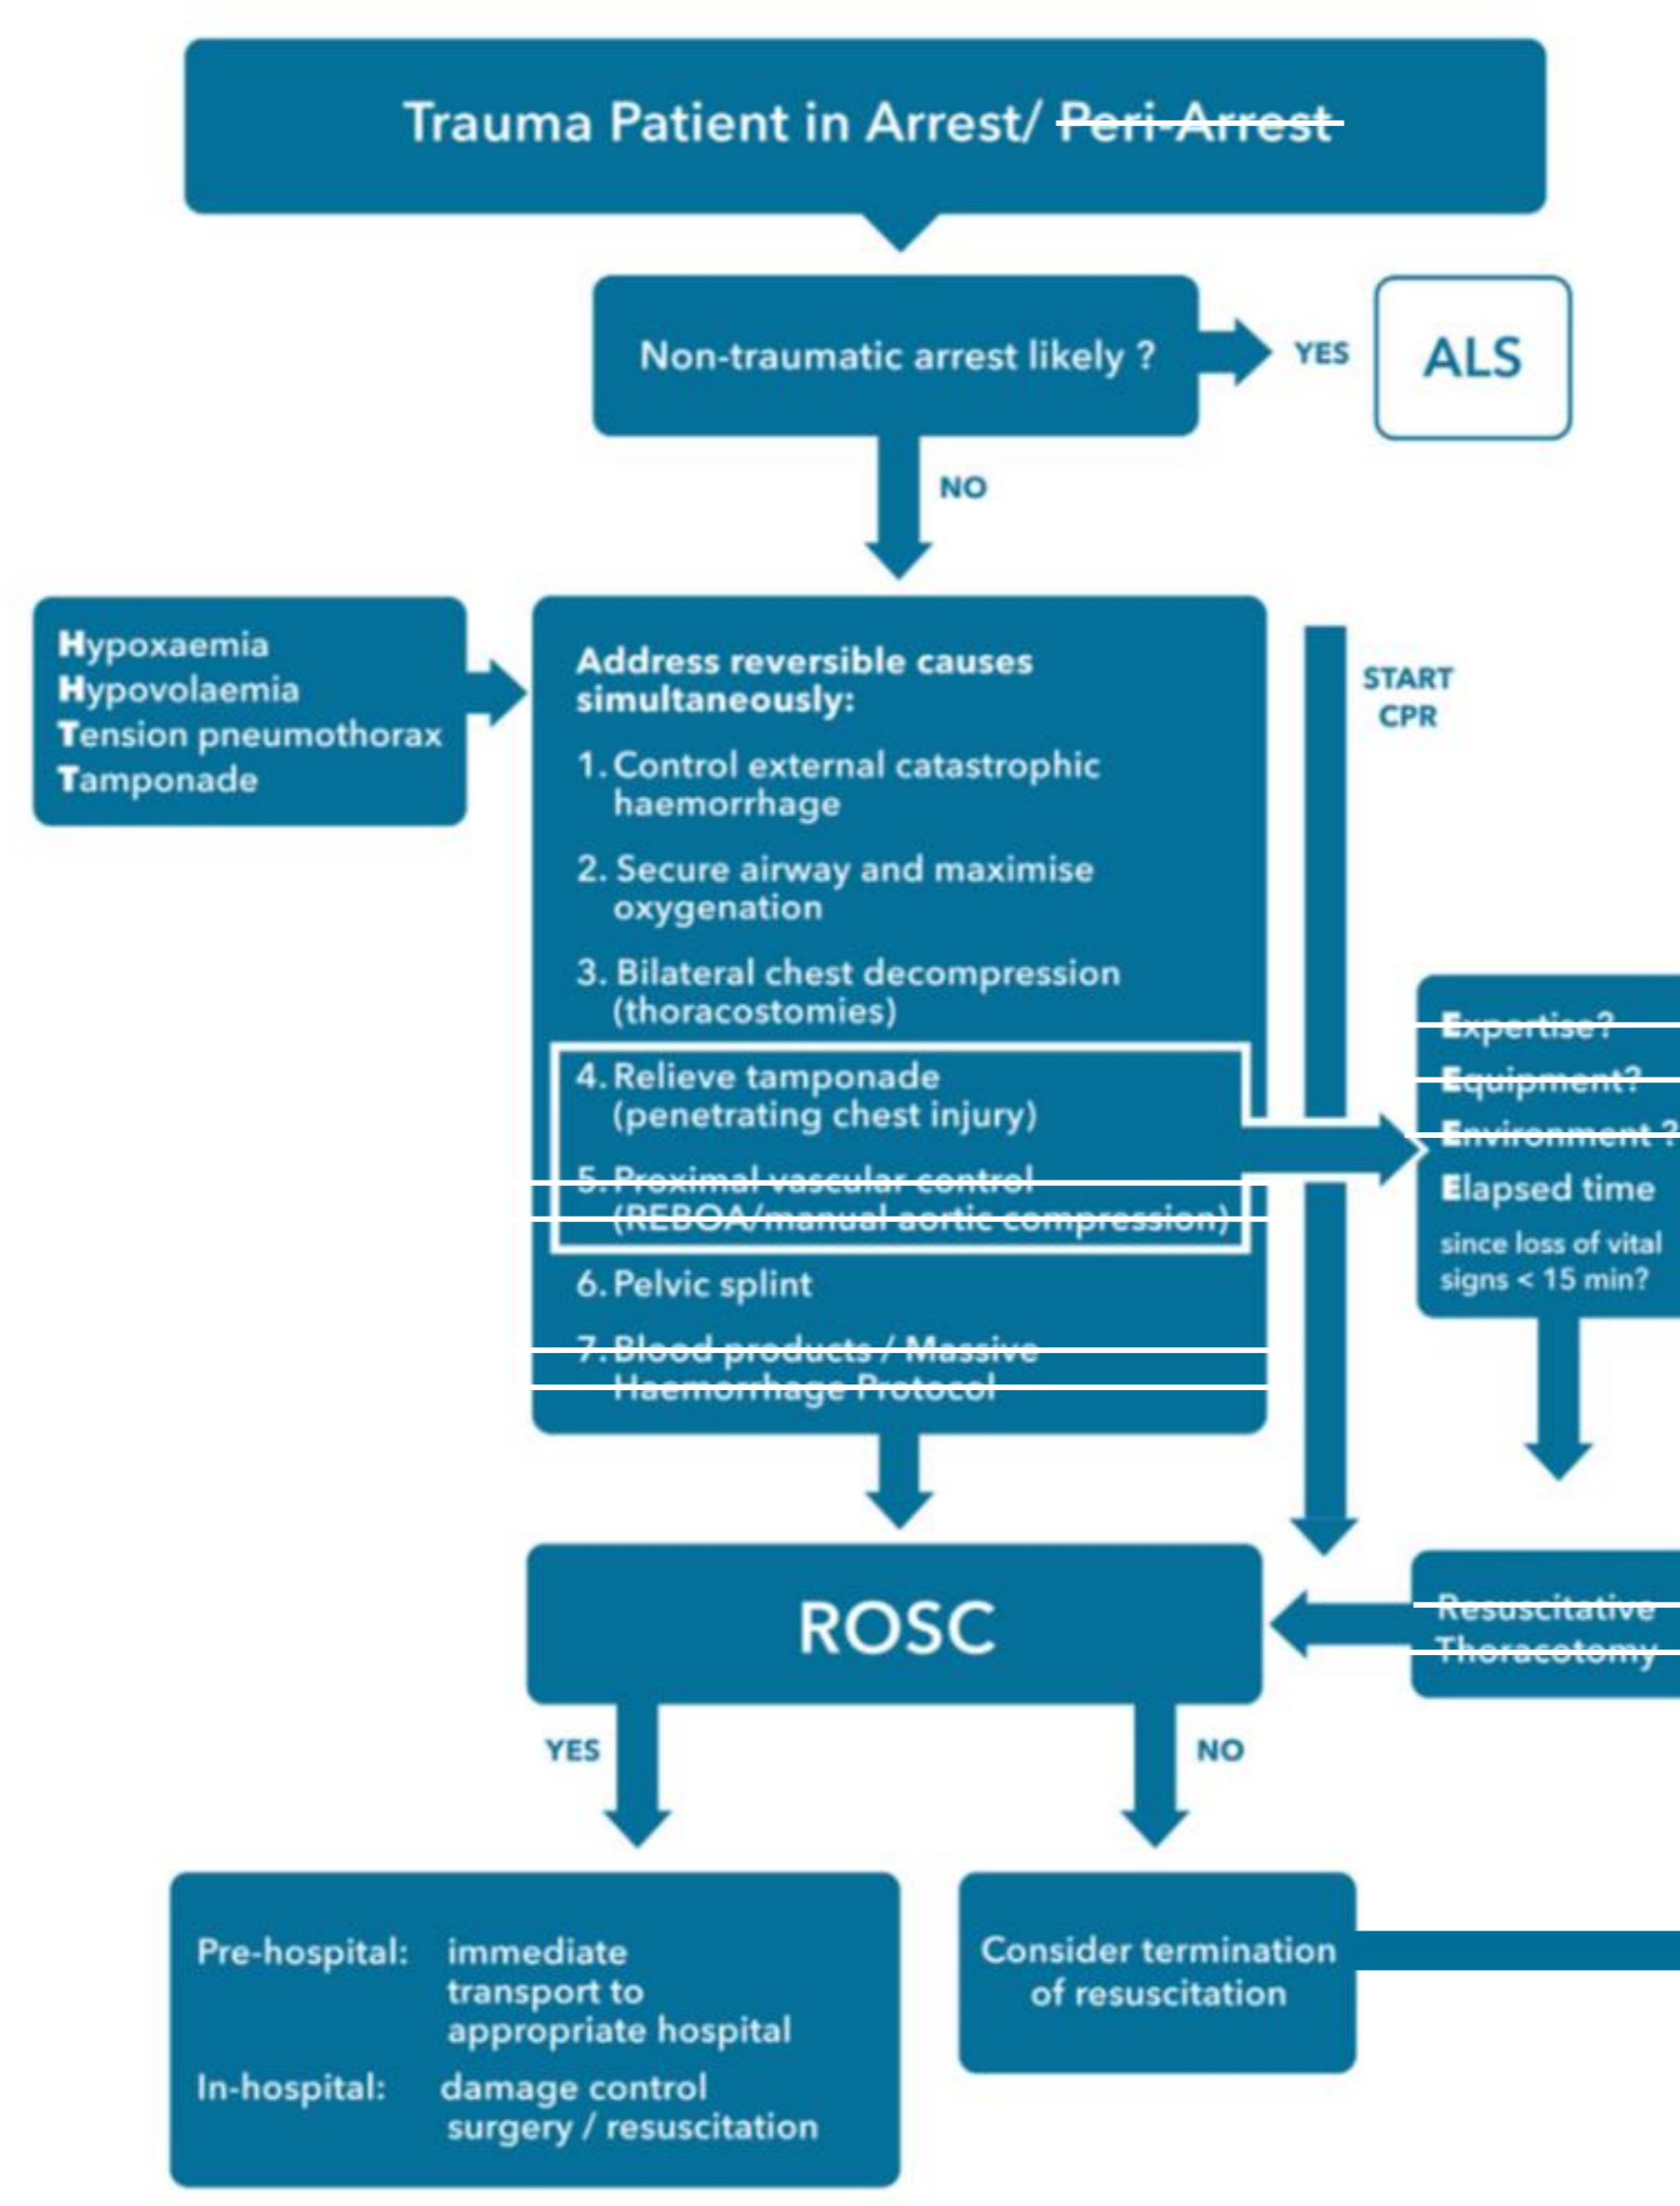 Trauma Patient in Arrest/ Peri-Arrest
Non-traumatic arrest likely ?
YES
ALS
NO
Hypoxaemia
Hypovolaemia
Tension pneumothorax
Tamponade
Address reversible causes
simultaneously:
1. Control external catastrophic
haemorrhage
2. Secure airway and maximise
oxygenation
3. Bilateral chest decompression
(thoracostomies)
4. Relieve tamponade
(penetrating chest injury)
5. Proximal vascular control
(REBOA/manual aortic compression)
6. Pelvic splint
7. Blood products / Massive
Haemorrhage Protocol
START
CPR
Expertise?
Equipment?
Environment ?
Elapsed time
since loss of vital
signs < 15 min?
ROSC
Resuscitative
Thoracotomy
YES
NO
Pre-hospital: immediate
transport to
appropriate hospital
In-hospital: damage control
surgery / resuscitation
Consider termination
of resuscitation